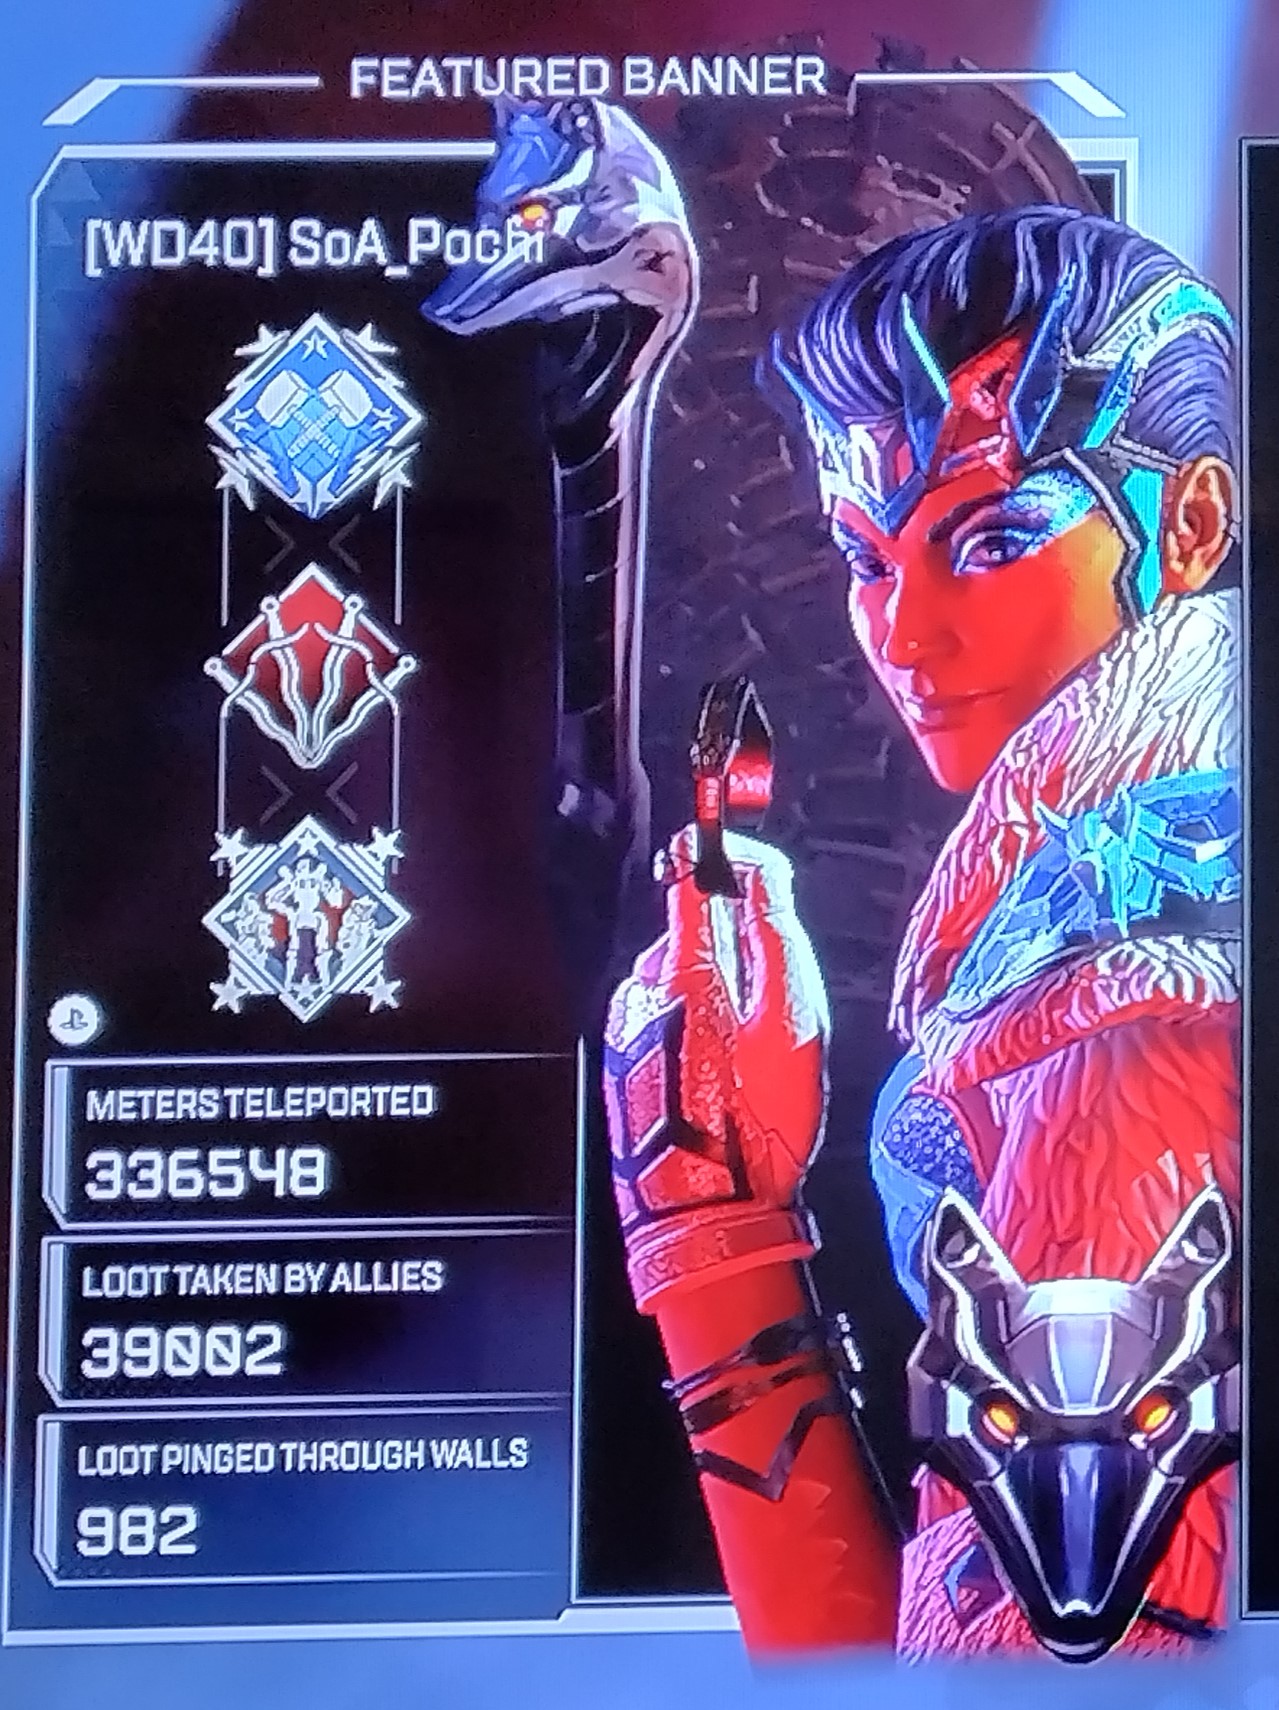 FEATURED BANNER
[WD40] SoA_Pochi
METERS TELEPORTED
336548
LOOT TAKEN BY ALLIES
39002
LOOT PINGED THROUGH WALLS
982